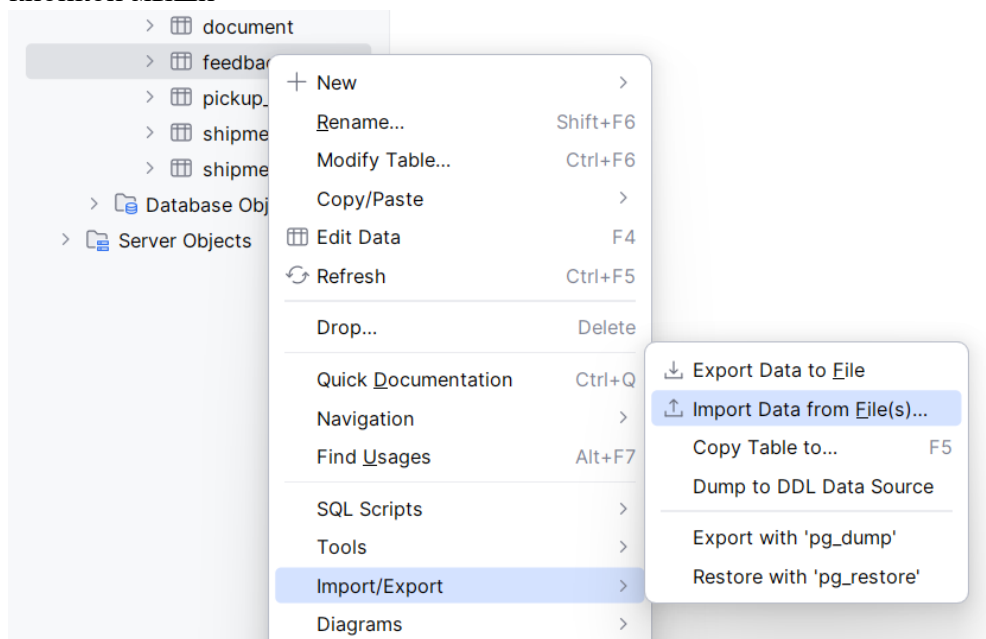 document
feedba
pickup_
shipme
shipme
Database Obj
Server Objects
New
Rename... Shift+F6
Modify Table... Ctrl+F6
Copy/Paste
Edit Data F4
Refresh Ctrl+F5
Drop... Delete
Quick Documentation Ctrl+Q
Navigation
Find Usages Alt+F7
SQL Scripts
Tools
Import/Export
Diagrams
Export Data to File
Import Data from File(s)...
Copy Table to... F5
Dump to DDL Data Source
Export with 'pg_dump'
Restore with 'pg_restore'